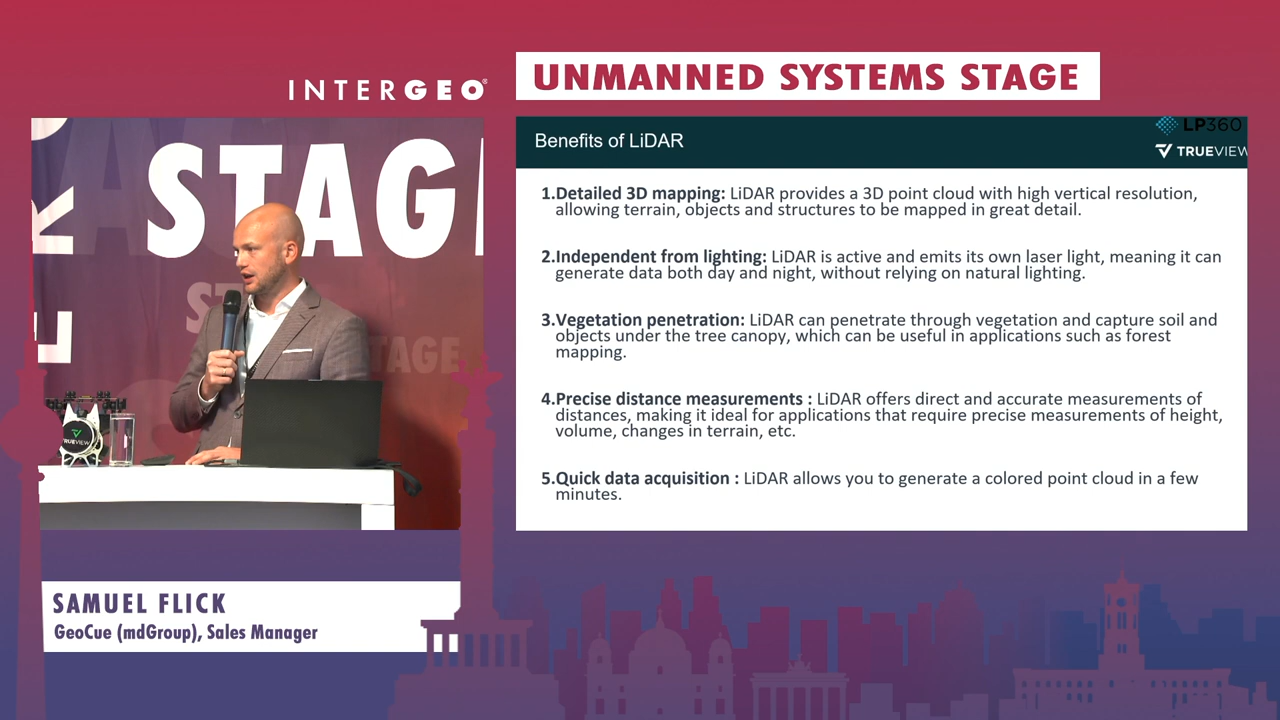 INTERGEO®
UNMANNED SYSTEMS STAGE
STAG
ST
TAGE
TRUEVIEW
Benefits of LiDAR
LP360
TRUEVIEW
1.Detailed 3D mapping: LiDAR provides a 3D point cloud with high vertical resolution,
allowing terrain, objects and structures to be mapped in great detail.
2.Independent from lighting: LiDAR is active and emits its own laser light, meaning it can
generate data both day and night, without relying on natural lighting.
3.Vegetation penetration: LiDAR can penetrate through vegetation and capture soil and
objects under the tree canopy, which can be useful in applications such as forest
mapping.
4.Precise distance measurements : LiDAR offers direct and accurate measurements of
distances, making it ideal for applications that require precise measurements of height,
volume, changes in terrain, etc.
5.Quick data acquisition : LiDAR allows you to generate a colored point cloud in a few
minutes.
SAMUEL FLICK
GeoCue (mdGroup), Sales Manager